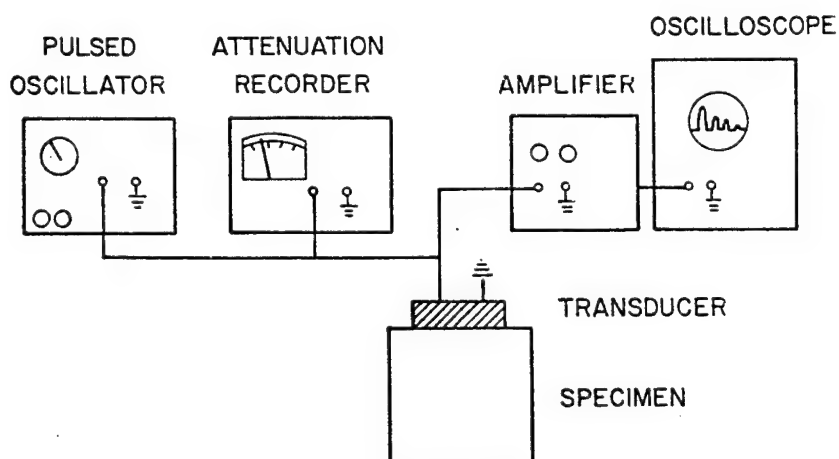 PULSED
OSCILLATOR
ATTENUATION
RECORDER
AMPLIFIER
OSCILLOSCOPE
TRANSDUCER
SPECIMEN